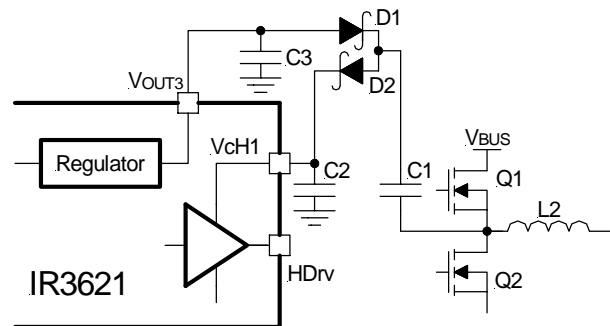 D1
C3
D2
VOUT3
VBUS
Regulator
VcH1
C2
C1
Q1
L2
Q2
HDrv
IR3621